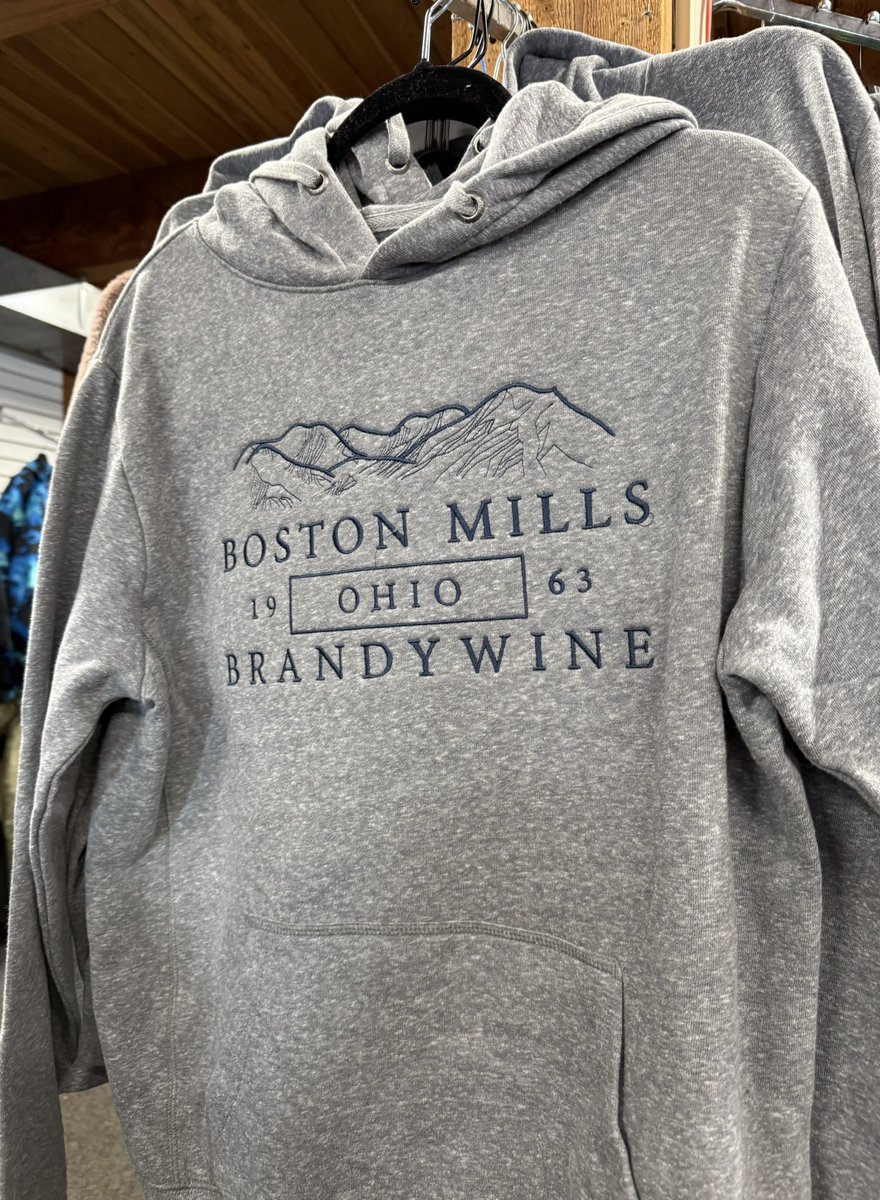 BOSTON MILLS
19 OHIO 63
BRANDYWINE